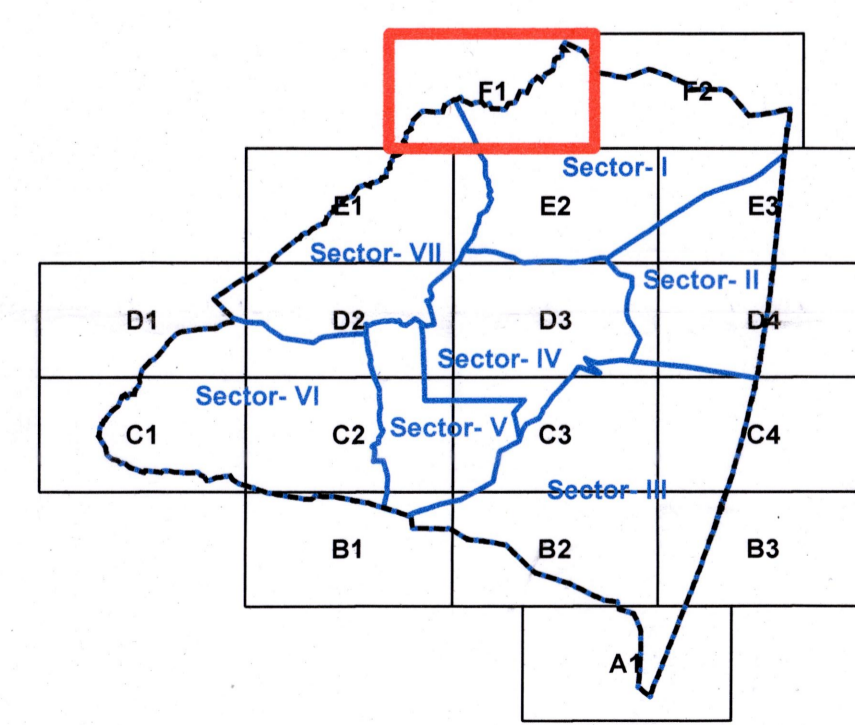 F1
F2
Sector- I
E1
E2
E3
Sector- VII
Sector- II
D1
D2
D3
D4
Sector- IV
Sector- VI
C1
C2
Sector- V
C3
C4
Sector- III
B1
B2
B3
A1